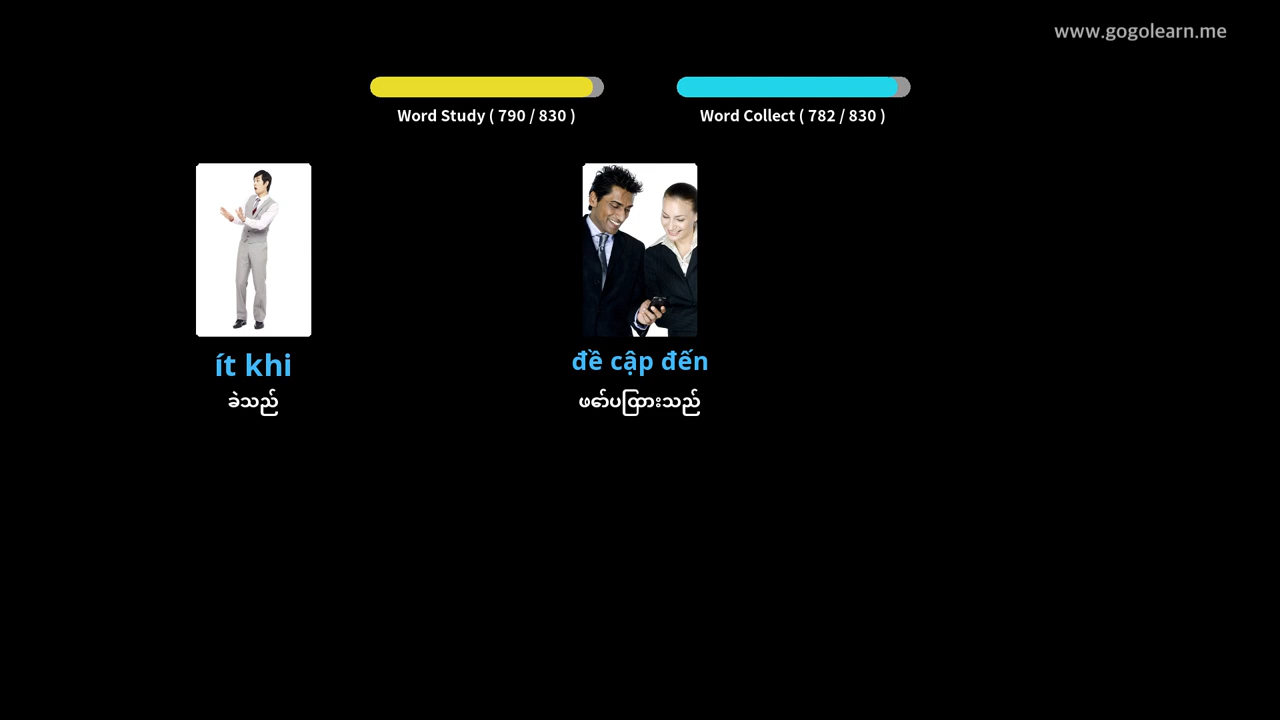 www.gogolearn.me
Word Study ( 790 / 830 )
Word Collect ( 782 / 830 )
ít khi
ခဲသည်
đề cập đến
ဖော်ပြထားသည်